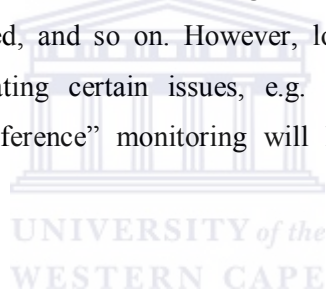 ed, and so on. However, lo
ating certain issues, e.g.
ference” monitoring will
UNIVERSITY of the
WESTERN CAPE